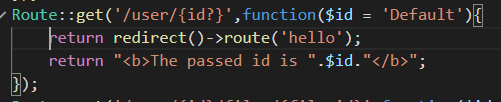 Route::get('/user/{id?}',function($id = 'Default'){
return redirect()->route('hello');
return "<b>The passed id is ".$id."</b>";
});